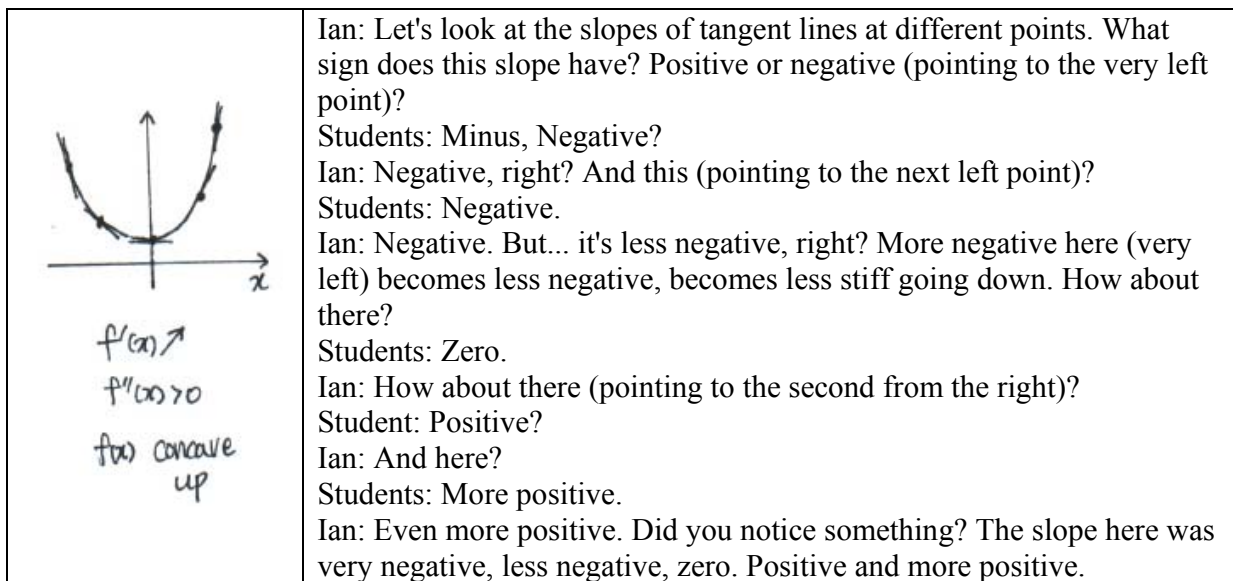 x
f'(x)↗
f''(x)>0
f(x) concave
up
Ian: Let's look at the slopes of tangent lines at different points. What
sign does this slope have? Positive or negative (pointing to the very left
point)?
Students: Minus, Negative?
Ian: Negative, right? And this (pointing to the next left point)?
Students: Negative.
Ian: Negative. But... it's less negative, right? More negative here (very
left) becomes less negative, becomes less stiff going down. How about
there?
Students: Zero.
Ian: How about there (pointing to the second from the right)?
Student: Positive?
Ian: And here?
Students: More positive.
Ian: Even more positive. Did you notice something? The slope here was
very negative, less negative, zero. Positive and more positive.